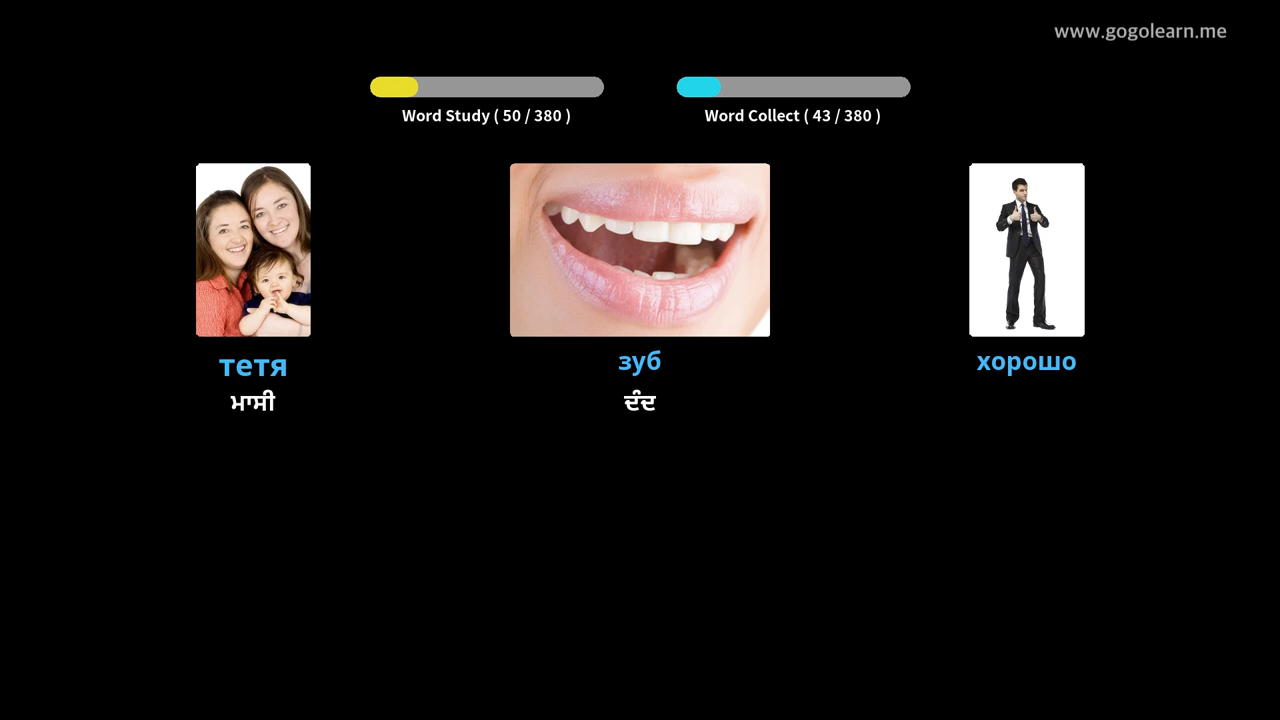 www.gogolearn.me
Word Study ( 50 / 380 )
Word Collect ( 43 / 380 )
тетя
зуб
хорошо
ਮਾਸੀ
ਦੰਦ